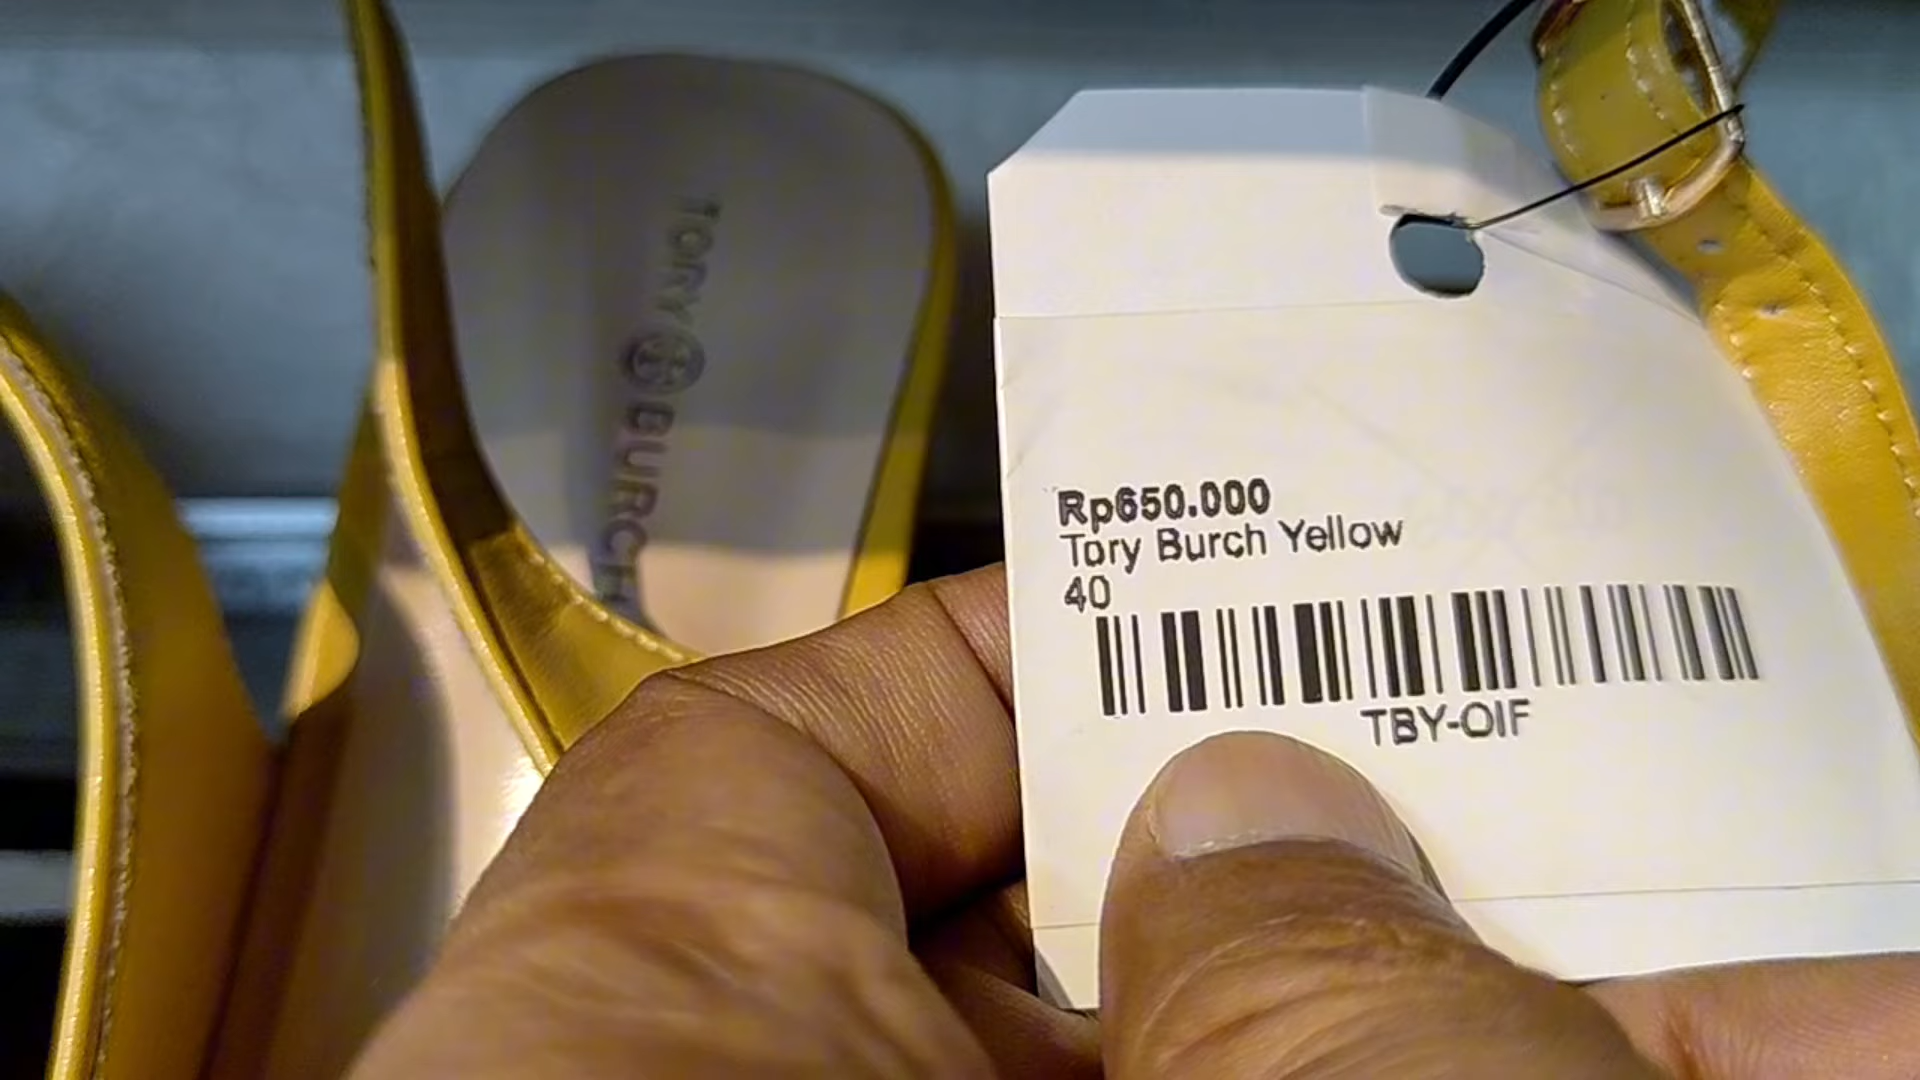 TORY BURCH
Rp650.000
Tory Burch Yellow
40
TBY-OIF